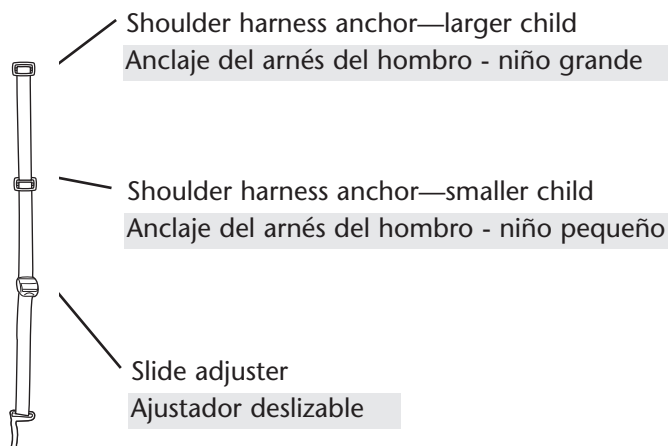 Shoulder harness anchor—larger child
Anclaje del arnés del hombro - niño grande
Shoulder harness anchor—smaller child
Anclaje del arnés del hombro - niño pequeño
Slide adjuster
Ajustador deslizable